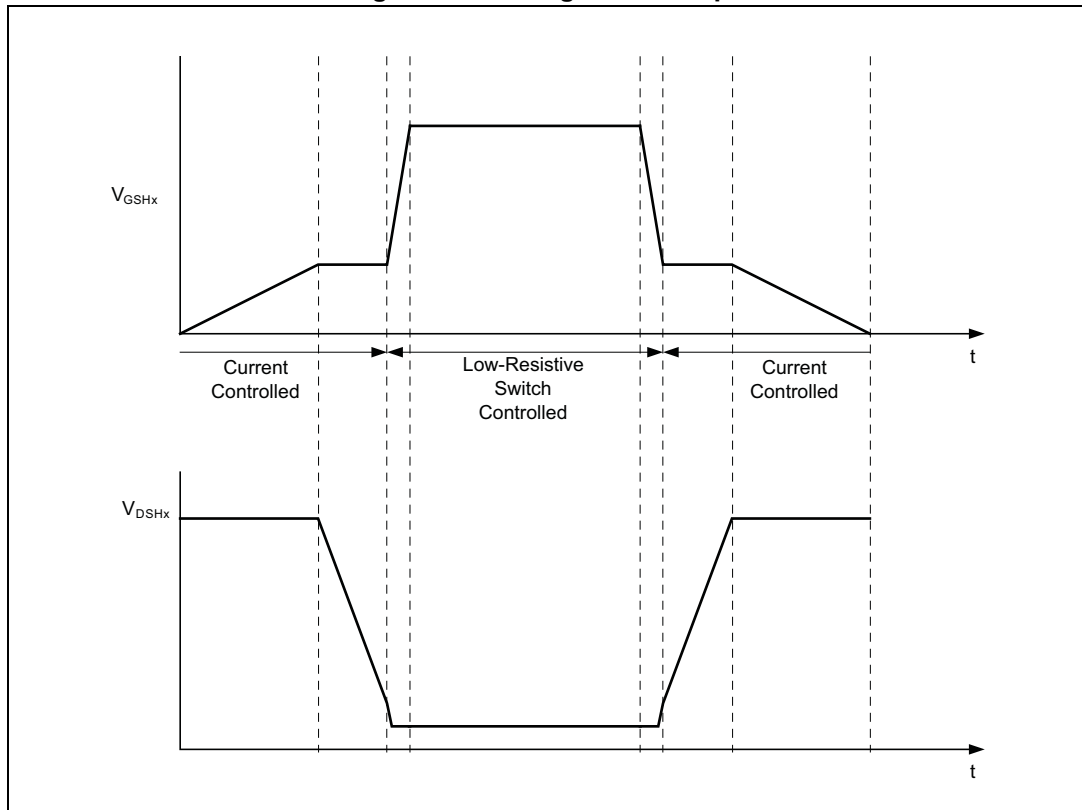 VGSHx
t
Current
Controlled
Low-Resistive
Switch
Controlled
Current
Controlled
VDSHx
t